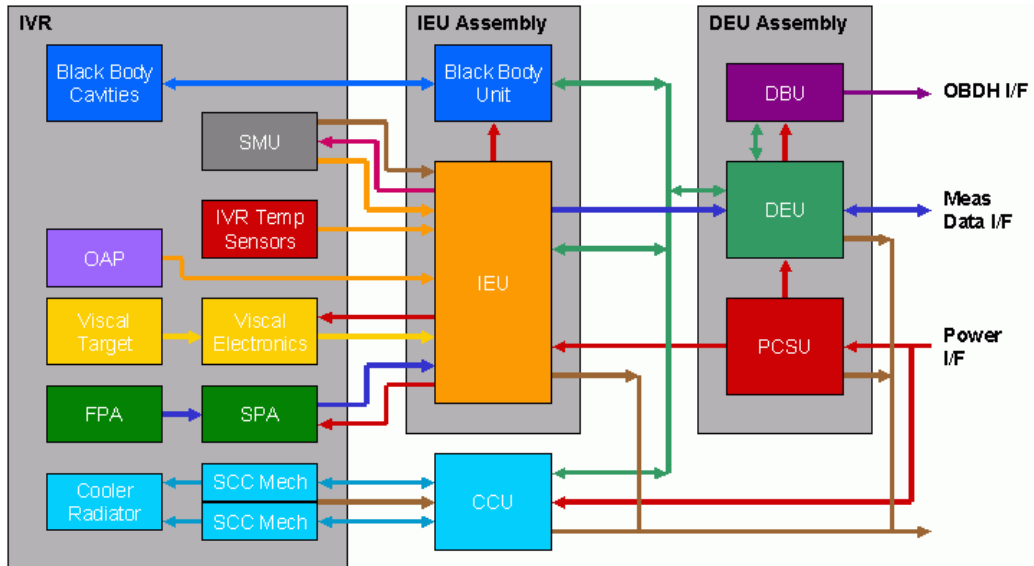 IVR
IEU Assembly
DEU Assembly
Black Body
Cavities
Black Body
Unit
DBU
OBDH I/F
SMU
IVR Temp
Sensors
DEU
Meas
Data I/F
OAP
IEU
Viscal
Target
Viscal
Electronics
PCSU
Power
I/F
FPA
SPA
Cooler
Radiator
SCC Mech
SCC Mech
CCU